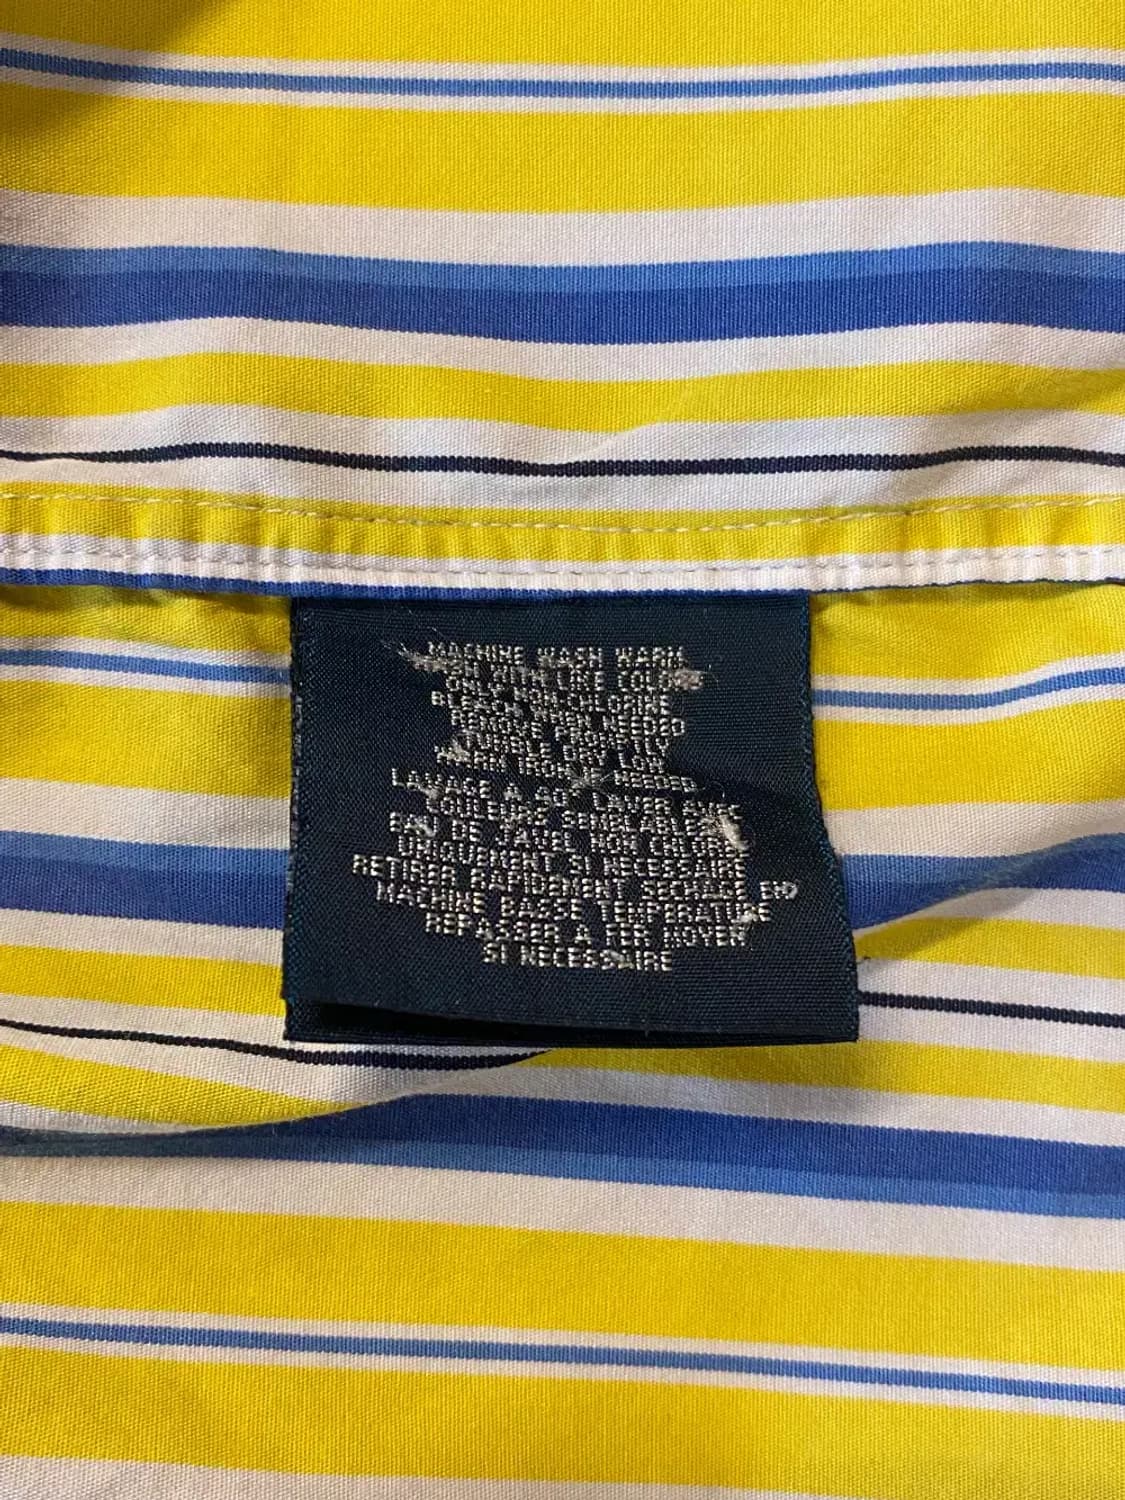 MACHINE WASH WARM
WITH LIKE COLORS
ONLY NON CHLORINE
BLEACH WHEN NEEDED
REMOVE PROMPTLY
TUMBLE DRY LOW
WARM IRON IF NEEDED
LAVAGE A 40° LAVER AVEC
COULEURS SEMBLABLES
EAU DE JAVEL NON CHLORE
UNIQUEMENT SI NECESSAIRE
RETIRER RAPIDEMENT SECHAGE EN
MACHINE BASSE TEMPERATURE
REPASSER A FER MOYEN
SI NECESSAIRE